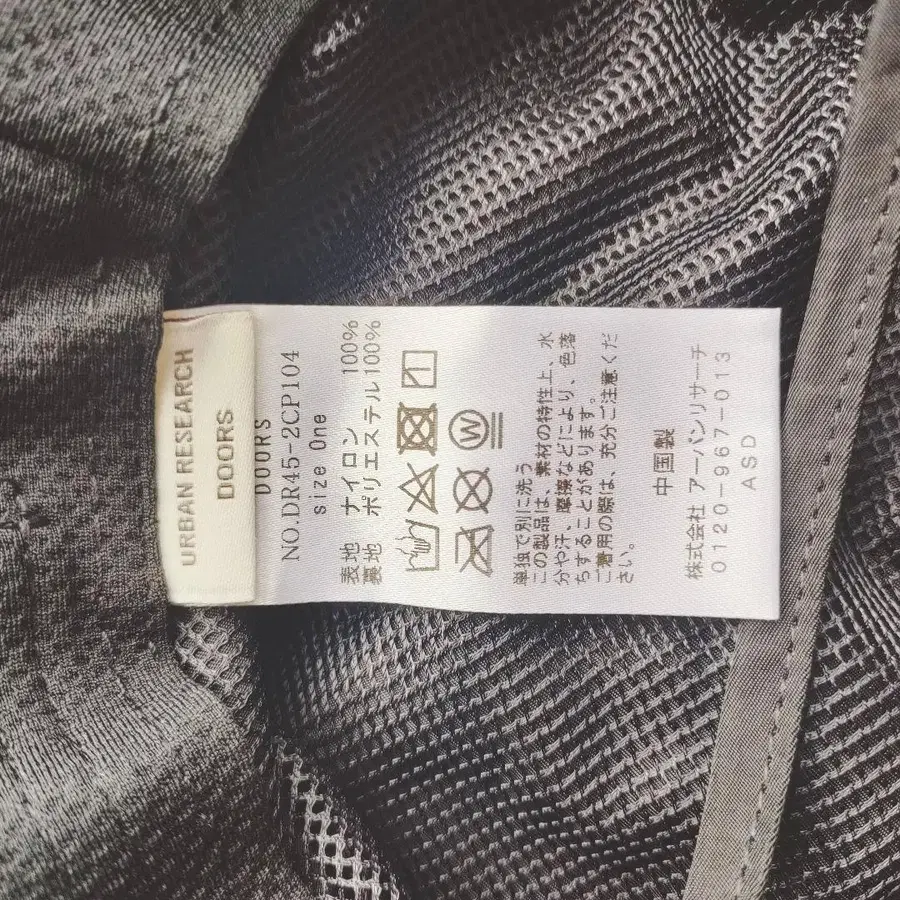 URBAN RESEARCH
DOORS
DOORS
NO.DR45-2CP104
size One
表地 ナイロン 100%
裏地 ポリエステル 100%
W
単独で別に洗う
この製品は、素材の特性上、水
分や汗、摩擦などにより、色落
ちすることがあります。
ご着用の際は、充分ご注意くだ
さい。
中国製
株式会社 アーバンリサーチ
0120-967-013
ASD